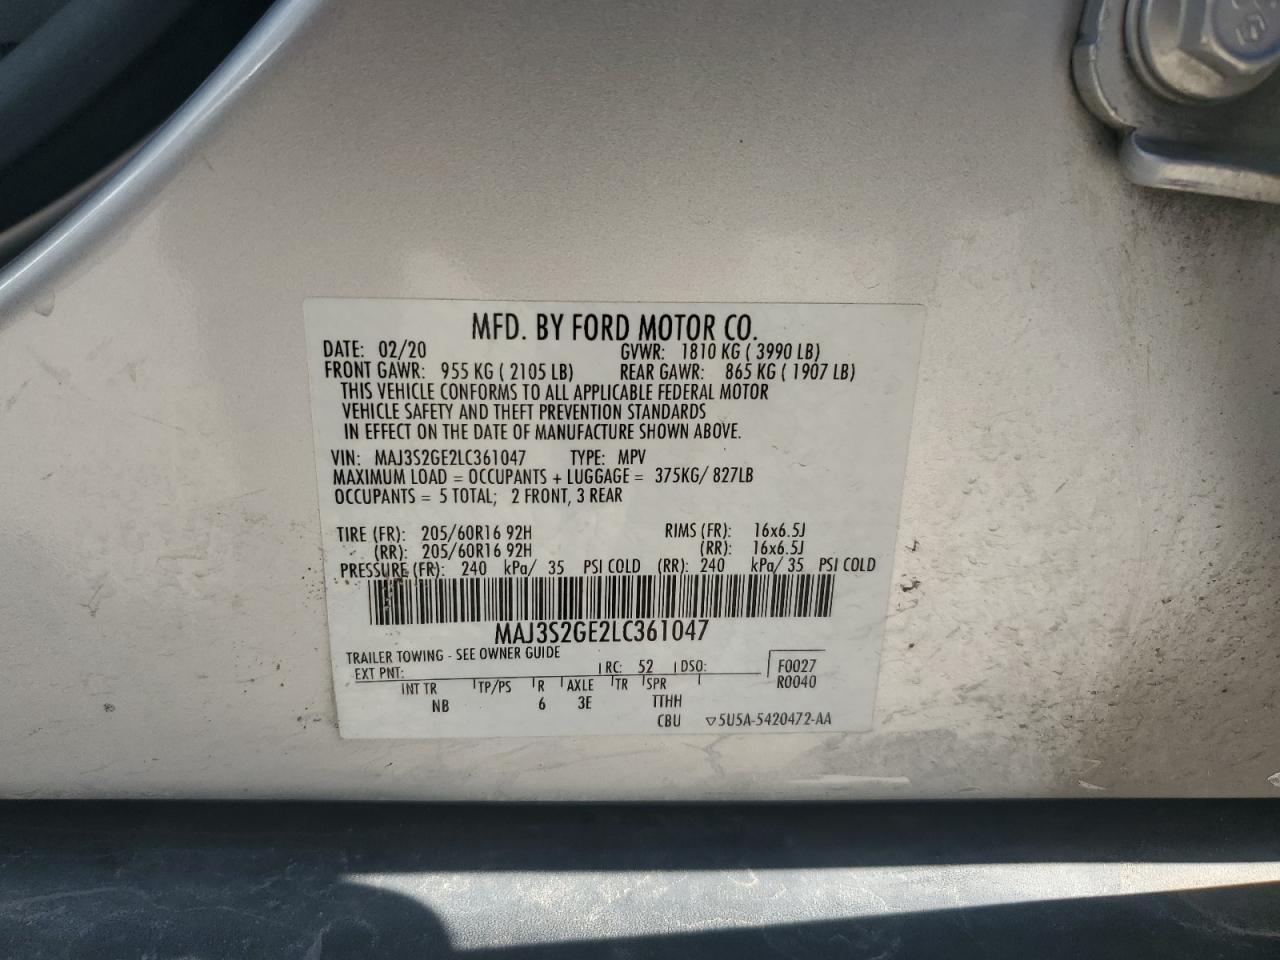 MFD. BY FORD MOTOR CO.
DATE: 02/20 GVWR: 1810 KG ( 3990 LB)
FRONT GAWR: 955 KG ( 2105 LB) REAR GAWR: 865 KG ( 1907 LB)
THIS VEHICLE CONFORMS TO ALL APPLICABLE FEDERAL MOTOR
VEHICLE SAFETY AND THEFT PREVENTION STANDARDS
IN EFFECT ON THE DATE OF MANUFACTURE SHOWN ABOVE.
VIN: MAJ3S2GE2LC361047 TYPE: MPV
MAXIMUM LOAD = OCCUPANTS + LUGGAGE = 375KG/ 827LB
OCCUPANTS = 5 TOTAL; 2 FRONT, 3 REAR
TIRE (FR): 205/60R16 92H RIMS (FR): 16x6.5J
(RR): 205/60R16 92H (RR): 16x6.5J
PRESSURE (FR): 240 kPa/ 35 PSI COLD (RR): 240 kPa/ 35 PSI COLD
MAJ3S2GE2LC361047
TRAILER TOWING - SEE OWNER GUIDE
EXT PNT: RC: 52 DSO: F0027
R0040
INT TR TP/PS R AXLE TR SPR
NB 6 3E TTHH
CBU ▽5U5A-5420472-AA